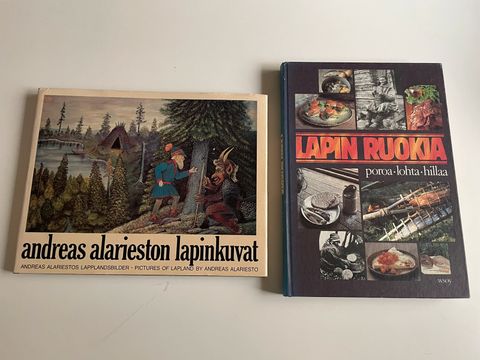 andreas alarieston lapinkuvat
ANDREAS ALARIESTOS LAPPLANDSBILDER - PICTURES OF LAPLAND BY ANDREAS ALARIESTO
LAPIN RUOKIA
poroa·lohta·hillaa
WSOY